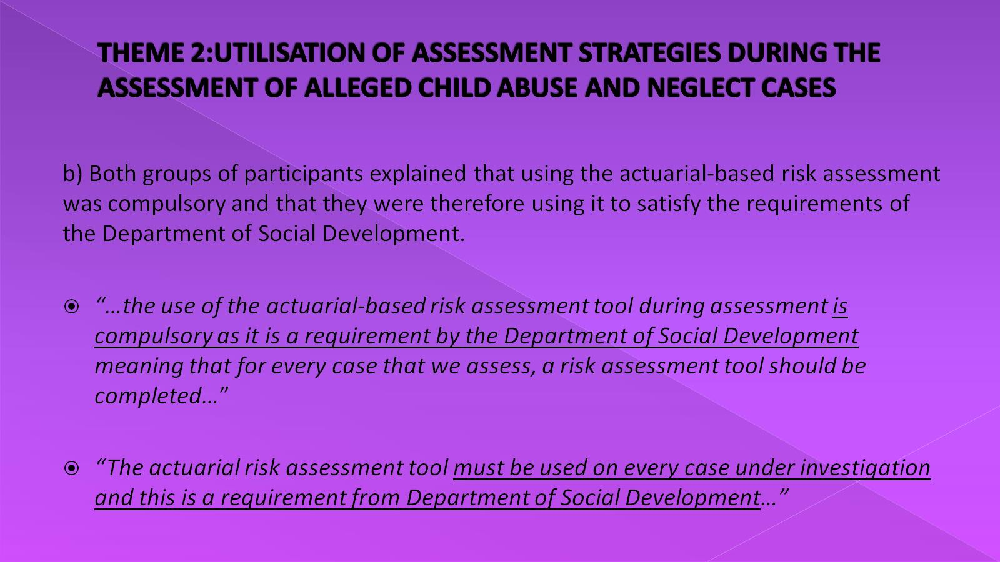 THEME 2:UTILISATION OF ASSESSMENT STRATEGIES DURING THE
ASSESSMENT OF ALLEGED CHILD ABUSE AND NEGLECT CASES
b) Both groups of participants explained that using the actuarial-based risk assessment
was compulsory and that they were therefore using it to satisfy the requirements of
the Department of Social Development.
“…the use of the actuarial-based risk assessment tool during assessment is
compulsory as it is a requirement by the Department of Social Development
meaning that for every case that we assess, a risk assessment tool should be
completed…”
“The actuarial risk assessment tool must be used on every case under investigation
and this is a requirement from Department of Social Development…”